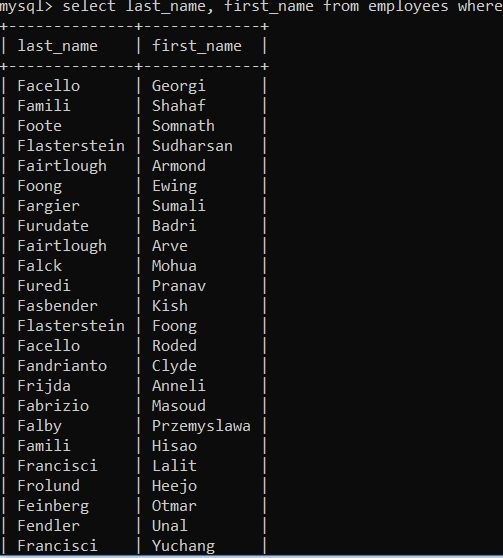 mysql> select last_name, first_name from employees where
+--------------+-------------+
| last_name    | first_name  |
+--------------+-------------+
| Facello      | Georgi      |
| Famili       | Shahaf      |
| Foote        | Somnath     |
| Flasterstein | Sudharsan   |
| Fairtlough   | Armond      |
| Foong        | Ewing       |
| Fargier      | Sumali      |
| Furudate     | Badri       |
| Fairtlough   | Arve        |
| Falck        | Mohua       |
| Furedi       | Pranav      |
| Fasbender    | Kish        |
| Flasterstein | Foong       |
| Facello      | Roded       |
| Fandrianto   | Clyde       |
| Frijda       | Anneli      |
| Fabrizio     | Masoud      |
| Falby        | Przemyslawa |
| Famili       | Hisao       |
| Francisci    | Lalit       |
| Frolund      | Heejo       |
| Feinberg     | Otmar       |
| Fendler      | Unal        |
| Francisci    | Yuchang     |